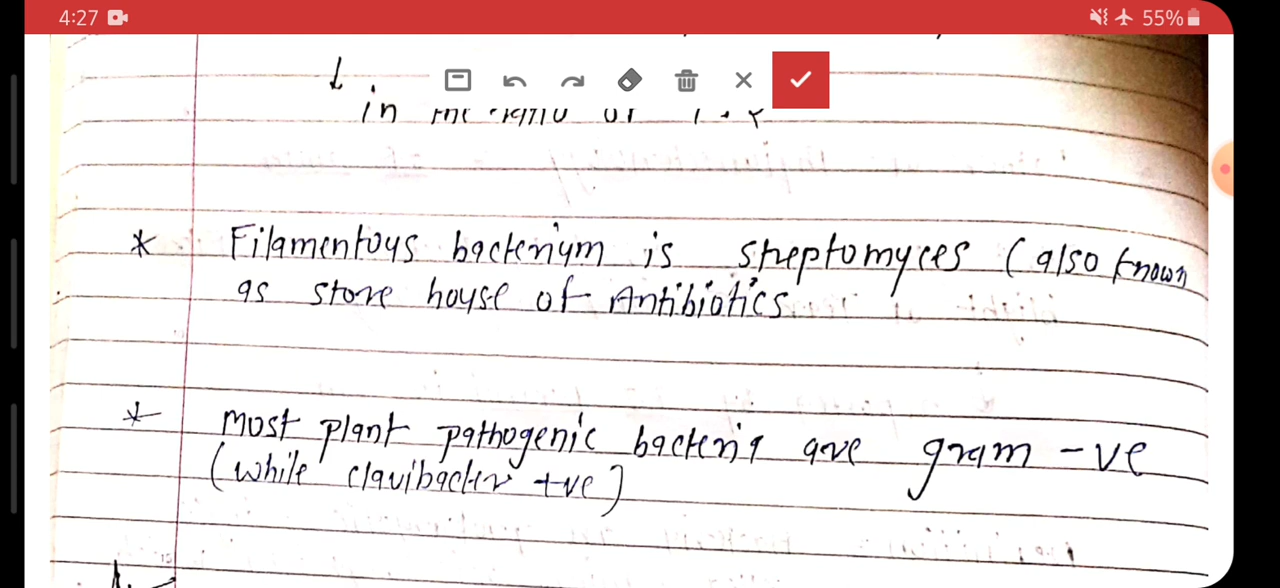 4:27
55%
in
* Filamentous bacterium is streptomyces (also known
as store house of Antibiotics
* Most plant pathogenic bacteria are gram -ve
(while clavibacter +ve)